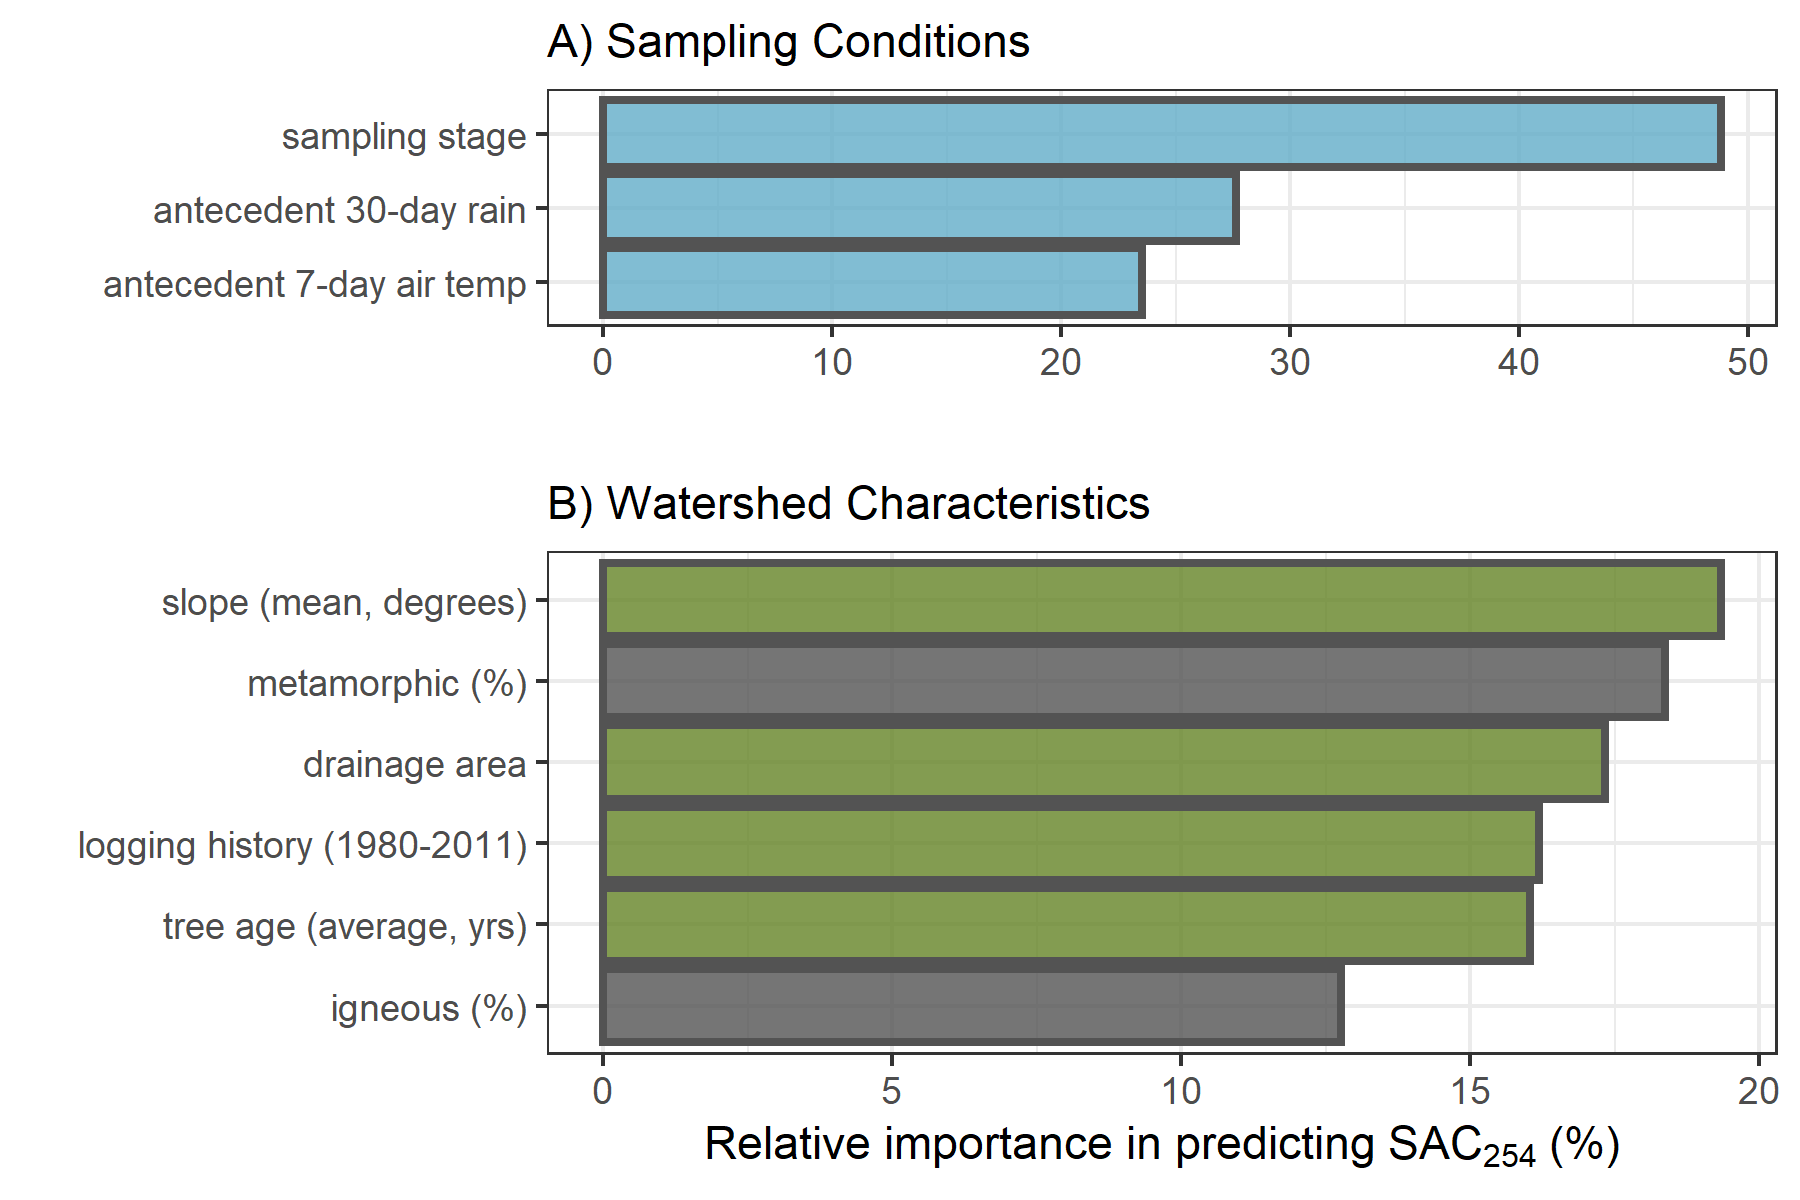 A) Sampling Conditions
sampling stage
antecedent 30-day rain
antecedent 7-day air temp
0 10 20 30 40 50
B) Watershed Characteristics
slope (mean, degrees)
metamorphic (%)
drainage area
logging history (1980-2011)
tree age (average, yrs)
igneous (%)
0 5 10 15 20
Relative importance in predicting SAC₂₅₄ (%)